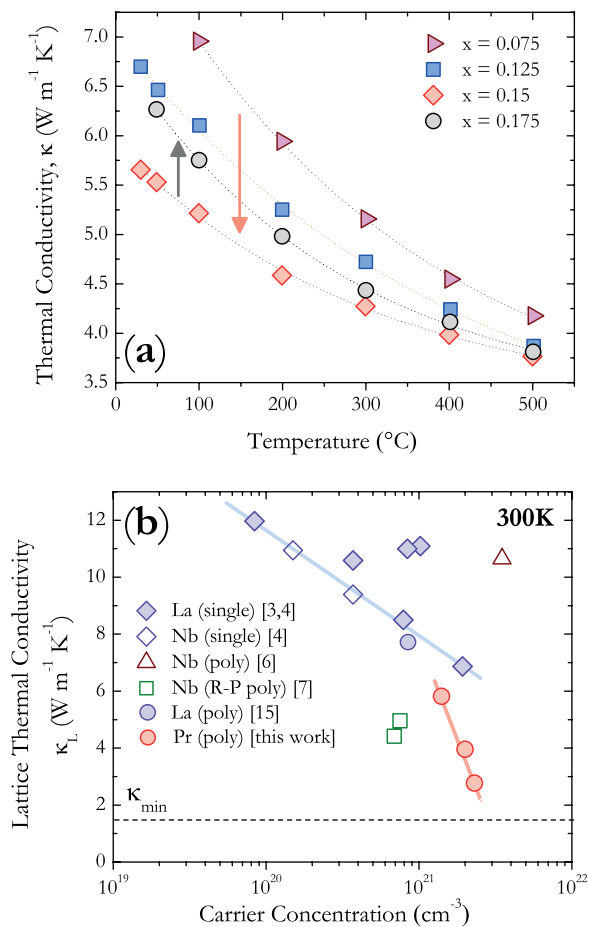 7.0
6.5
6.0
5.5
5.0
4.5
4.0
3.5
Thermal Conductivity, κ (W m⁻¹ K⁻¹)
x = 0.075
x = 0.125
x = 0.15
x = 0.175
(a)
0 100 200 300 400 500
Temperature (°C)
(b)
300K
12
10
8
6
4
2
0
Lattice Thermal Conductivity
κL (W m⁻¹ K⁻¹)
La (single) [3,4]
Nb (single) [4]
Nb (poly) [6]
Nb (R-P poly) [7]
La (poly) [15]
Pr (poly) [this work]
κmin
10¹⁹ 10²⁰ 10²¹ 10²²
Carrier Concentration (cm⁻³)